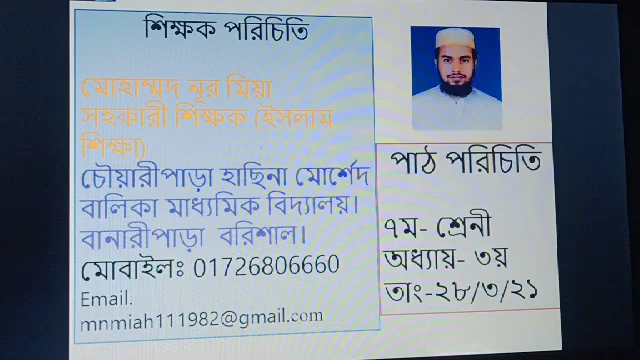 শিক্ষক পরিচিতি
মোহাম্মদ নূর মিয়া
সহকারী শিক্ষক (ইসলাম
শিক্ষা)
চৌয়ারীপাড়া হাছিনা মোর্শেদ
বালিকা মাধ্যমিক বিদ্যালয়।
বানারীপাড়া বরিশাল।
মোবাইলঃ 01726806660
Email.
mnmiah111982@gmail.com
পাঠ পরিচিতি
৭ম- শ্রেনী
অধ্যায়- ৩য়
তাং-২৮/৩/২১